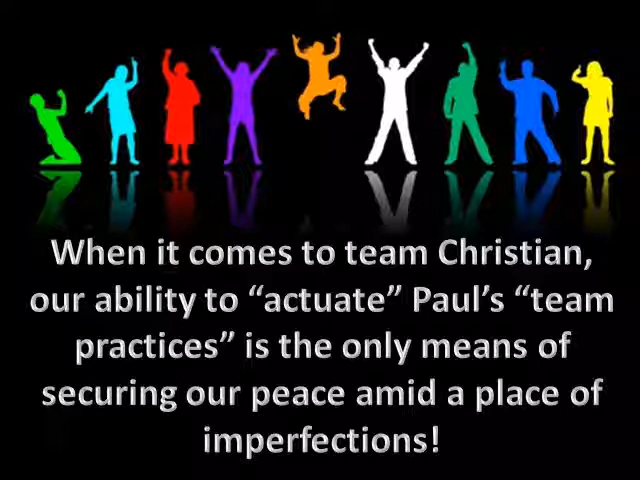 When it comes to team Christian,
our ability to “actuate” Paul’s “team
practices” is the only means of
securing our peace amid a place of
imperfections!